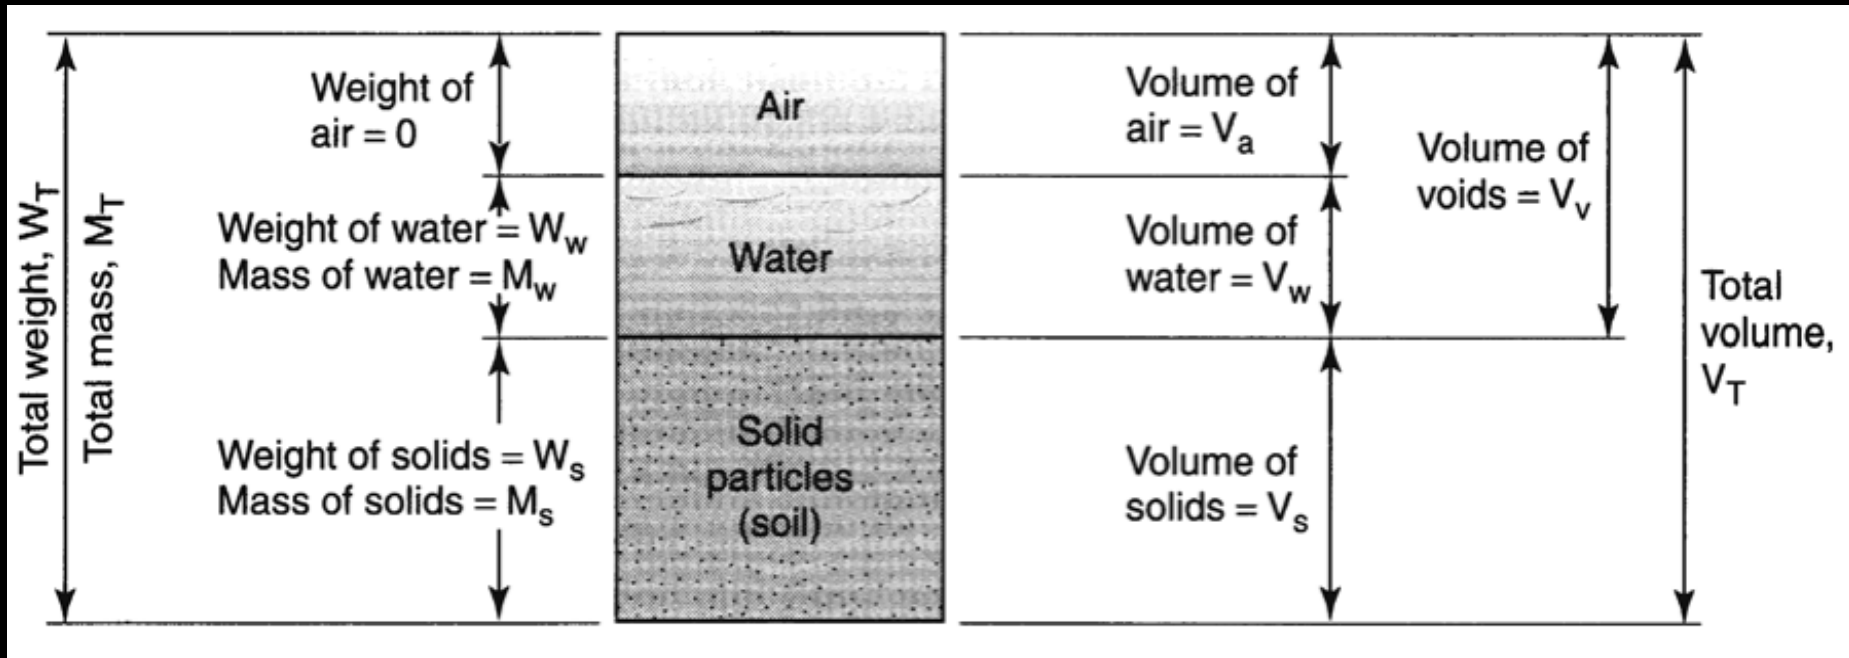 Total weight, W_T
Total mass, M_T
Weight of
air = 0
Weight of water = W_w
Mass of water = M_w
Weight of solids = W_s
Mass of solids = M_s
Air
Water
Solid
particles
(soil)
Volume of
air = V_a
Volume of
water = V_w
Volume of
solids = V_s
Volume of
voids = V_v
Total
volume,
V_T